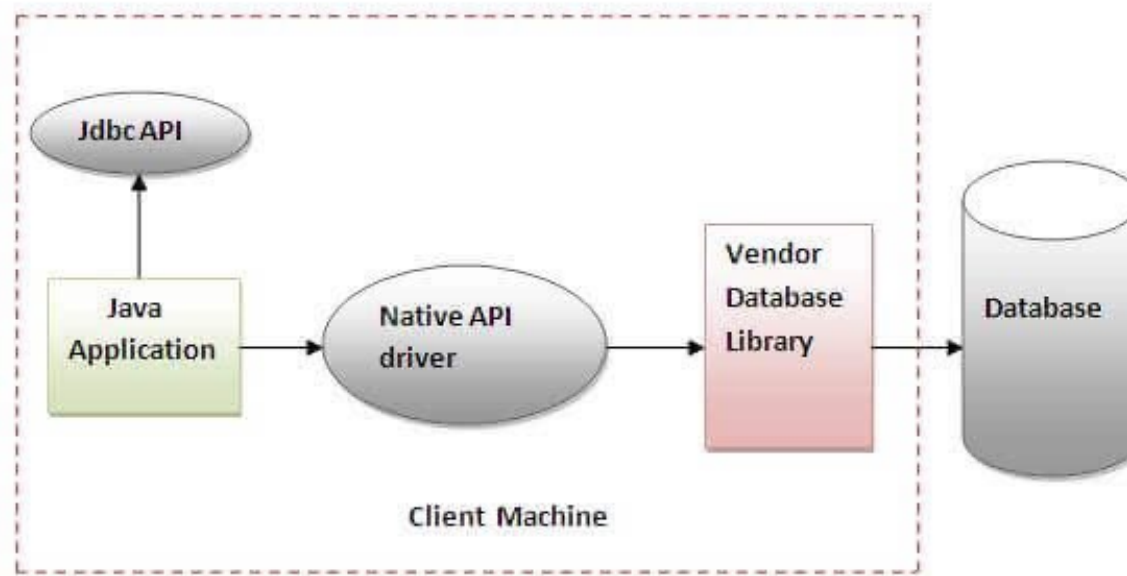 Jdbc API
Java
Application
Native API
driver
Vendor
Database
Library
Database
Client Machine